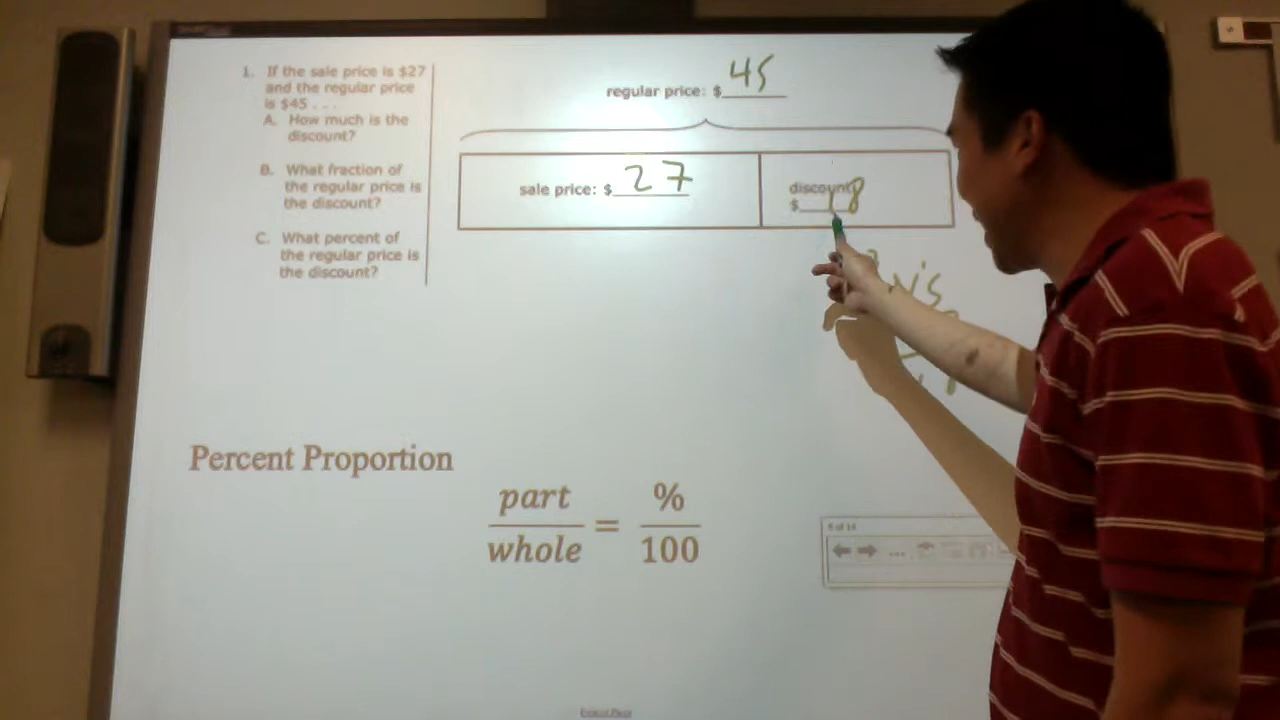 1. If the sale price is $27
and the regular price
is $45 . . .
A. How much is the
discount?
B. What fraction of
the regular price is
the discount?
C. What percent of
the regular price is
the discount?
regular price: $ 45
sale price: $ 27
discount
$ 18
Percent Proportion
part
whole
=
%
100